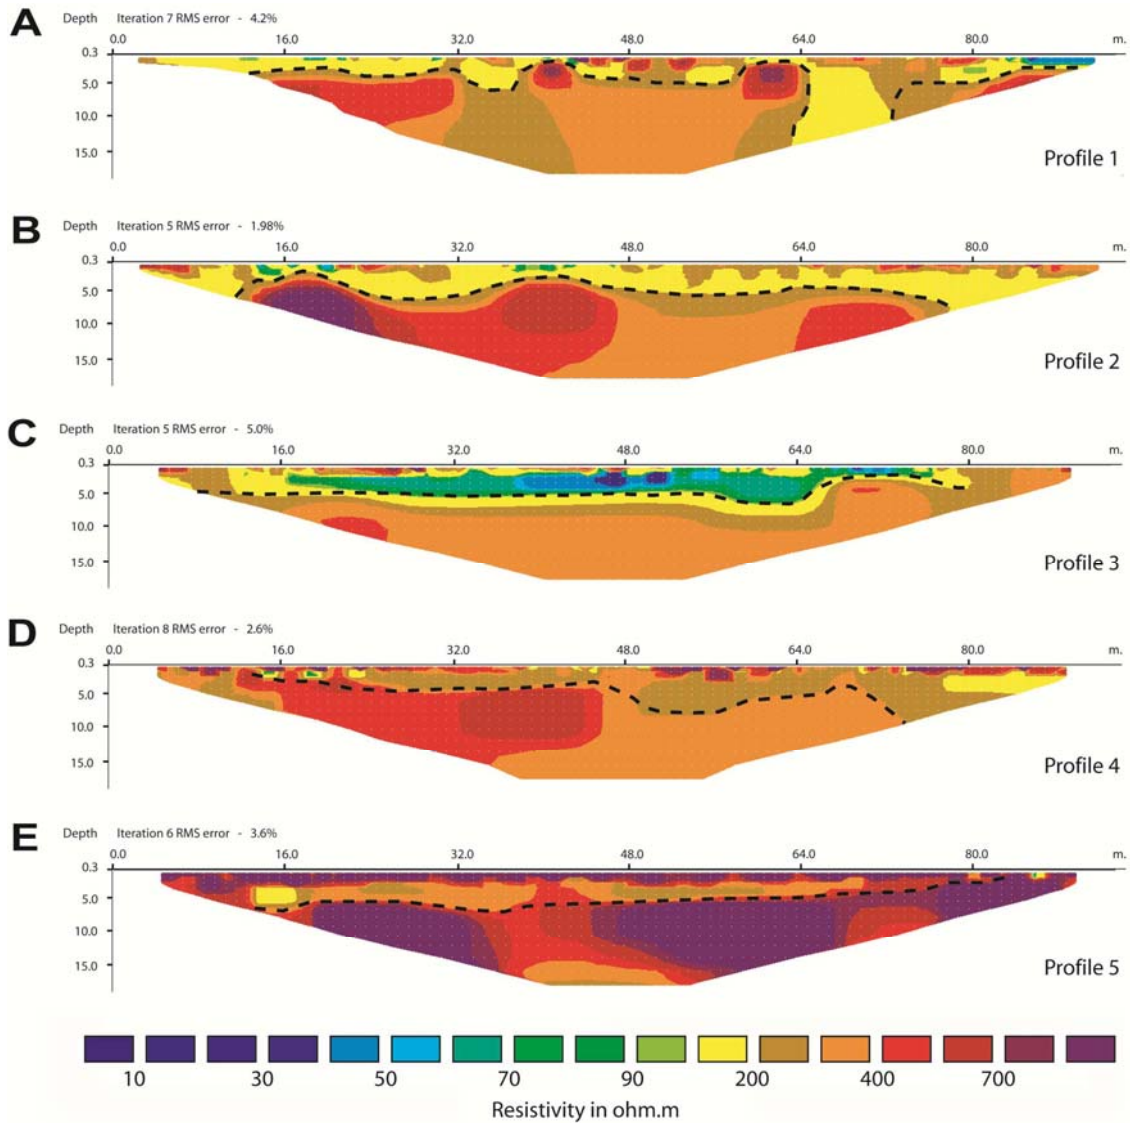 A Depth Iteration 7 RMS error - 4.2%
0.0 16.0 32.0 48.0 64.0 80.0 m.
0.3
5.0
10.0
15.0
Profile 1
B Depth Iteration 5 RMS error - 1.98%
0.0 16.0 32.0 48.0 64.0 80.0 m.
0.3
5.0
10.0
15.0
Profile 2
C Depth Iteration 5 RMS error - 5.0%
0.0 16.0 32.0 48.0 64.0 80.0 m.
0.3
5.0
10.0
15.0
Profile 3
D Depth Iteration 8 RMS error - 2.6%
0.0 16.0 32.0 48.0 64.0 80.0 m.
0.3
5.0
10.0
15.0
Profile 4
E Depth Iteration 6 RMS error - 3.6%
0.0 16.0 32.0 48.0 64.0 80.0 m.
0.3
5.0
10.0
15.0
Profile 5
10 30 50 70 90 200 400 700
Resistivity in ohm.m